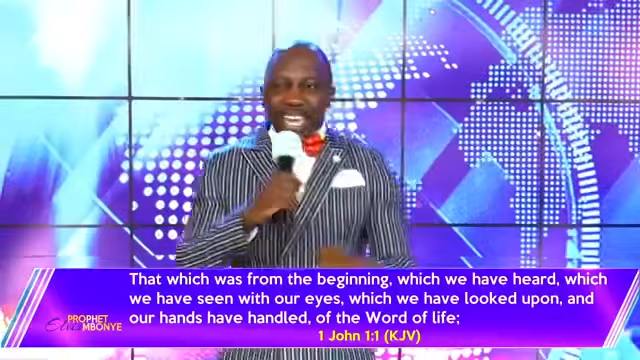 That which was from the beginning, which we have heard, which
we have seen with our eyes, which we have looked upon, and
our hands have handled, of the Word of life;
1 John 1:1 (KJV)
PROPHET
Elvis MBONYE